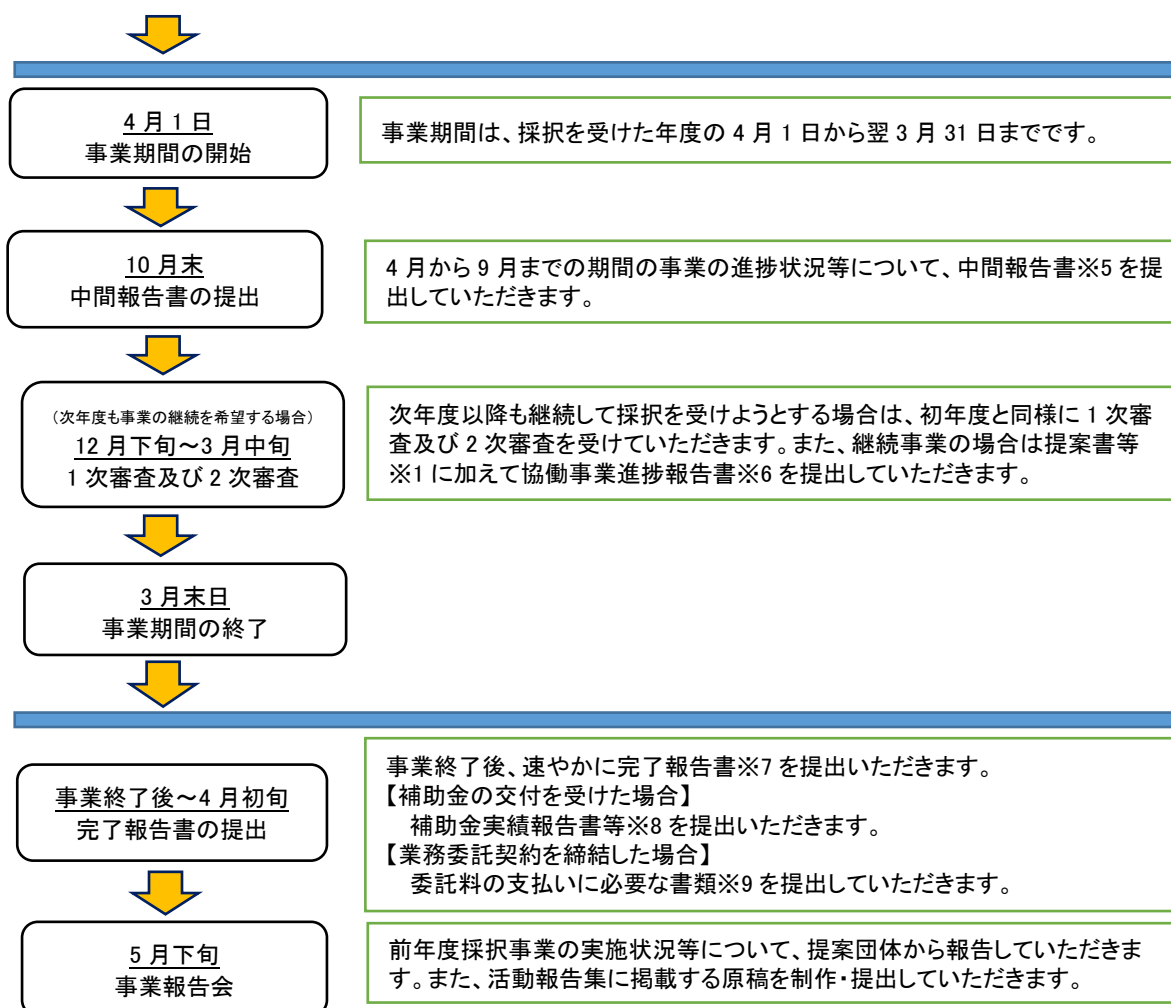 4月1日
事業期間の開始
事業期間は、採択を受けた年度の4月1日から翌3月31日までです。
10月末
中間報告書の提出
4月から9月までの期間の事業の進捗状況等について、中間報告書※5を提
出していただきます。
（次年度も事業の継続を希望する場合）
12月下旬～3月中旬
1次審査及び2次審査
次年度以降も継続して採択を受けようとする場合は、初年度と同様に1次審
査及び2次審査を受けていただきます。また、継続事業の場合は提案書等
※1に加えて協働事業進捗報告書※6を提出していただきます。
3月末日
事業期間の終了
事業終了後～4月初旬
完了報告書の提出
事業終了後、速やかに完了報告書※7を提出いただきます。
【補助金の交付を受けた場合】
補助金実績報告書等※8を提出いただきます。
【業務委託契約を締結した場合】
委託料の支払いに必要な書類※9を提出していただきます。
5月下旬
事業報告会
前年度採択事業の実施状況等について、提案団体から報告していただきま
す。また、活動報告集に掲載する原稿を制作・提出していただきます。